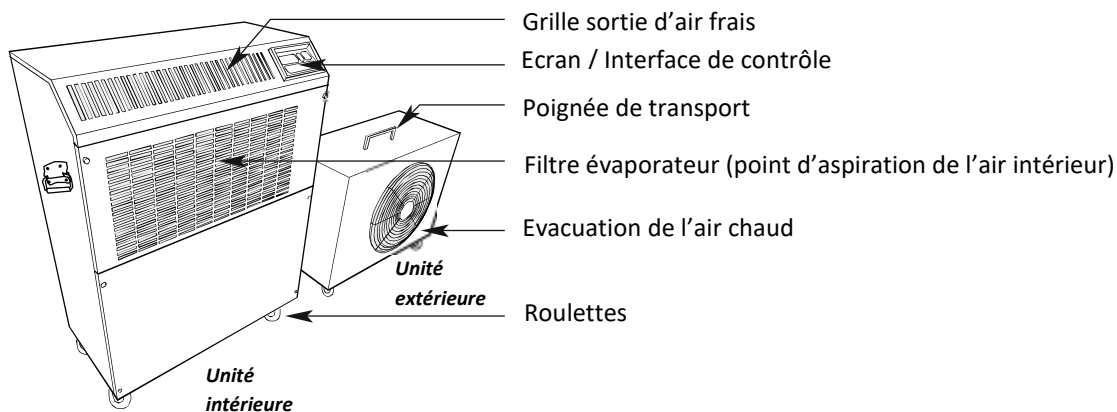 Grille sortie d’air frais
Ecran / Interface de contrôle
Poignée de transport
Filtre évaporateur (point d’aspiration de l’air intérieur)
Evacuation de l’air chaud
Unité
extérieure
Roulettes
Unité
intérieure